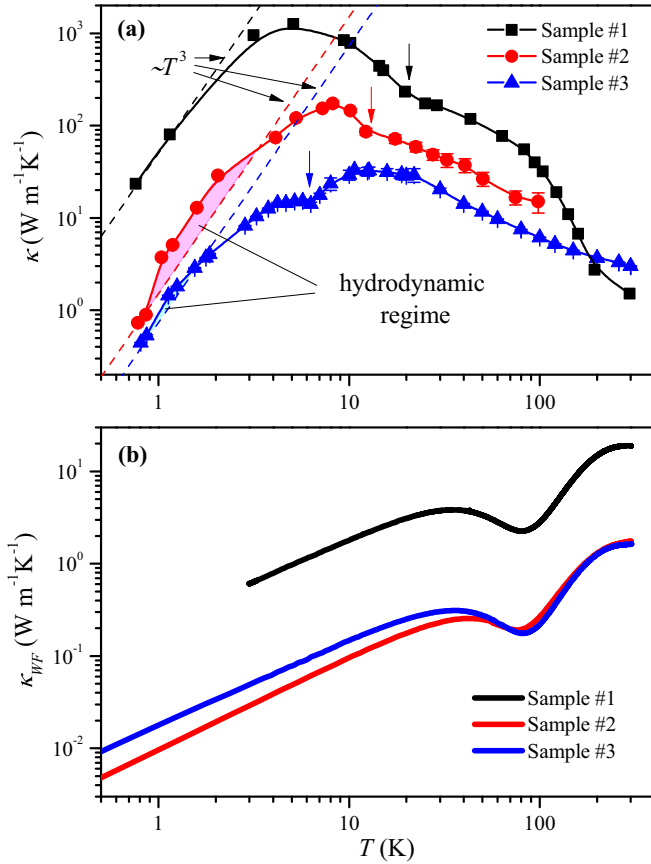 (a)
Sample #1
Sample #2
Sample #3
~T³
hydrodynamic
regime
κ (W m⁻¹K⁻¹)
10³
10²
10¹
10⁰
1
10
100
(b)
κ_WF (W m⁻¹K⁻¹)
10¹
10⁰
10⁻¹
10⁻²
Sample #1
Sample #2
Sample #3
1
10
100
T (K)